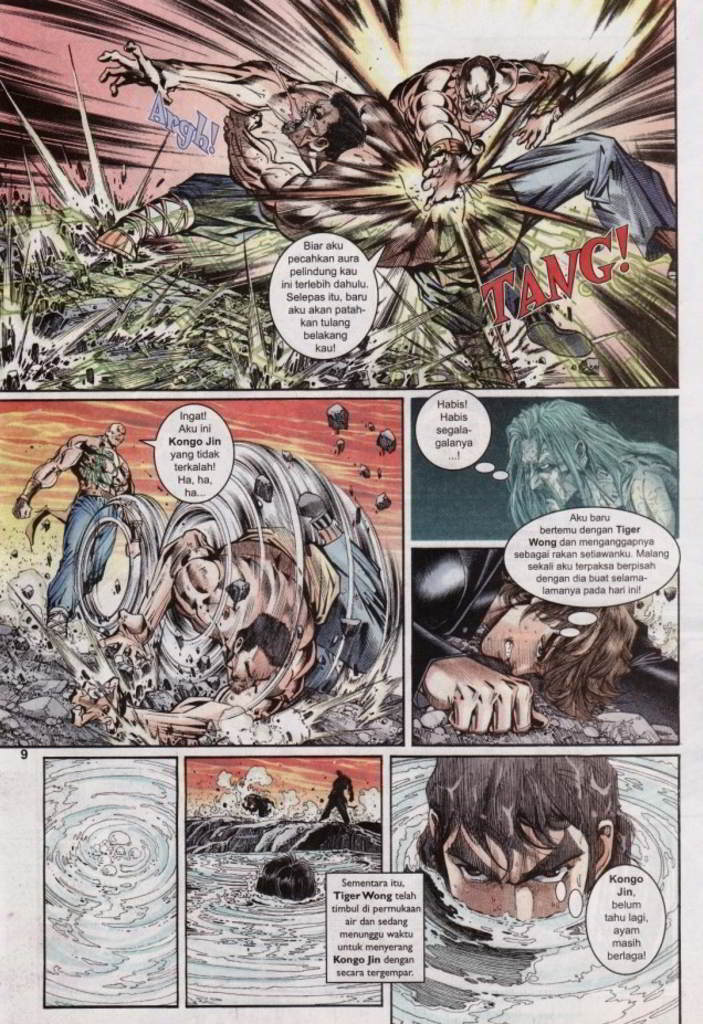 Argh!
Biar aku
pecahkan aura
pelindung kau
ini terlebih dahulu.
Selepas itu, baru
aku akan patah-
kan tulang
belakang
kau!
TANG!
Ingat!
Aku ini
Kongo Jin
yang tidak
terkalah!
Ha, ha,
ha...
Habis!
Habis
segala-
galanya
...!
Aku baru
bertemu dengan Tiger
Wong dan menganggapnya
sebagai rakan setiawanku. Malang
sekali aku terpaksa berpisah
dengan dia buat selama-
lamanya pada hari ini!
9
Sementara itu,
Tiger Wong telah
timbul di permukaan
air dan sedang
menunggu waktu
untuk menyerang
Kongo Jin dengan
secara tergempar.
Kongo
Jin,
belum
tahu lagi,
ayam
masih
berlaga!